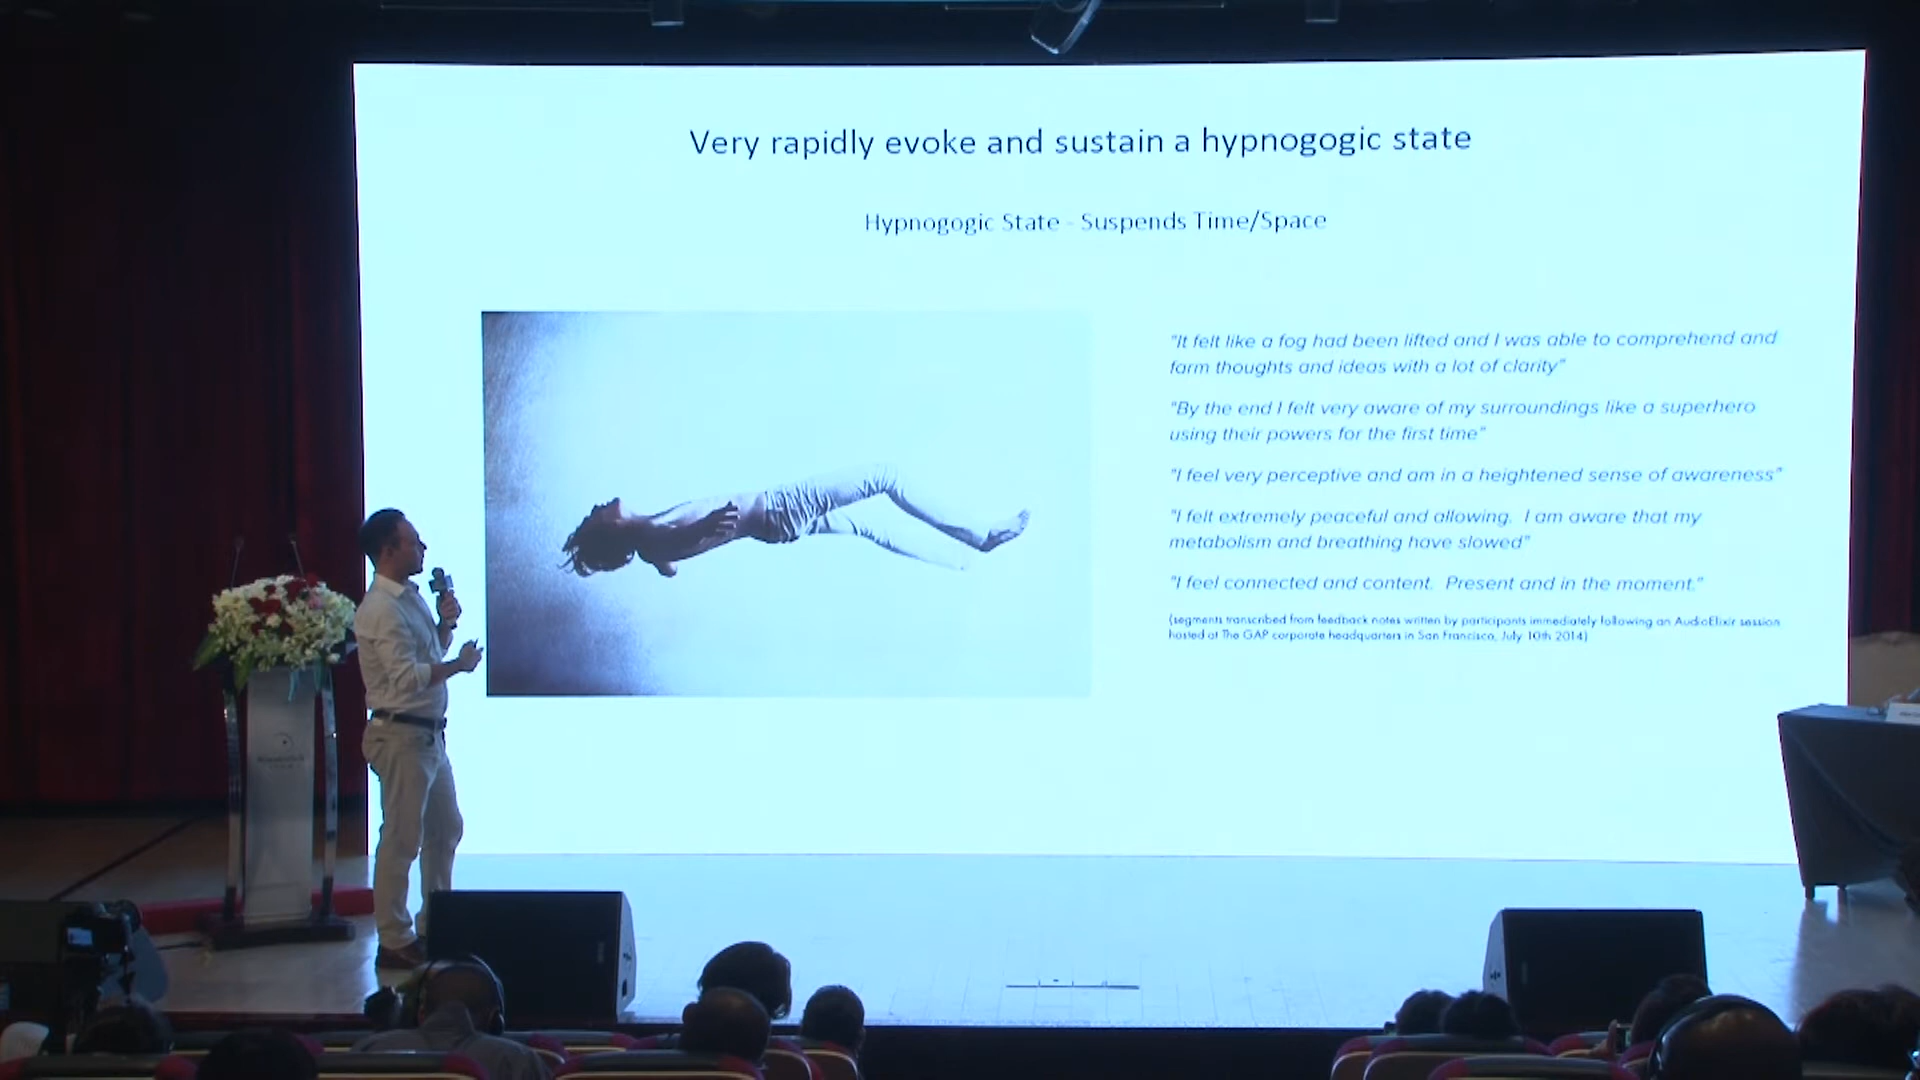 Very rapidly evoke and sustain a hypnogogic state
Hypnogogic State - Suspends Time/Space
"It felt like a fog had been lifted and I was able to comprehend and
form thoughts and ideas with a lot of clarity"
"By the end I felt very aware of my surroundings like a superhero
using their powers for the first time"
"I feel very perceptive and am in a heightened sense of awareness"
"I felt extremely peaceful and allowing. I am aware that my
metabolism and breathing have slowed"
"I feel connected and content. Present and in the moment."
(segments transcribed from feedback notes written by participants immediately following an AudioElixir session
hosted at The GAP corporate headquarters in San Francisco, July 10th 2014)